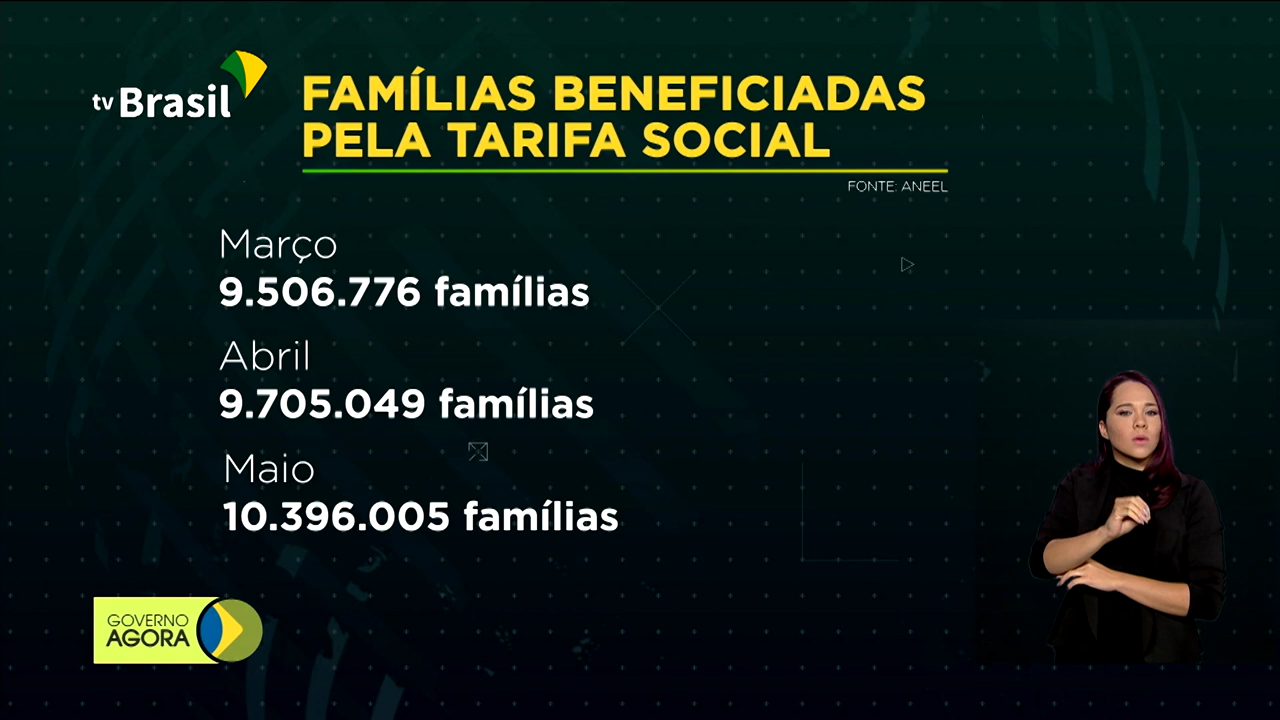 tv Brasil
FAMÍLIAS BENEFICIADAS
PELA TARIFA SOCIAL
FONTE: ANEEL
Março
9.506.776 famílias
Abril
9.705.049 famílias
Maio
10.396.005 famílias
GOVERNO
AGORA